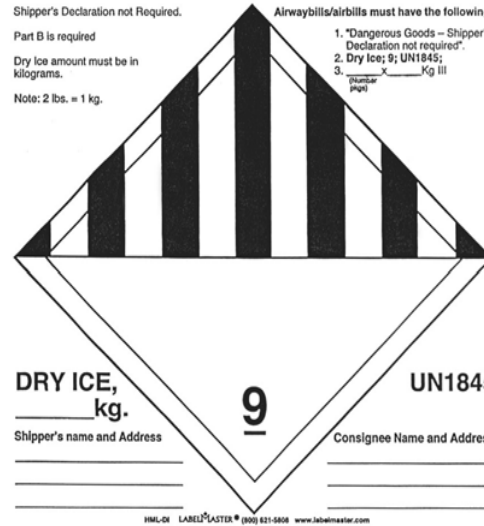 Shipper's Declaration not Required.
Part B is required
Dry Ice amount must be in
kilograms.
Note: 2 lbs. = 1 kg.
Airwaybills/airbills must have the followin
1. "Dangerous Goods – Shipper
Declaration not required".
2. Dry Ice; 9; UN1845;
3. _____x_____Kg III
(Number
pkgs)
DRY ICE,
_______kg.
9
UN184
Shipper's name and Address
Consignee Name and Addres
HML-DI LABELMASTER® (800) 621-5808 www.labelmaster.com